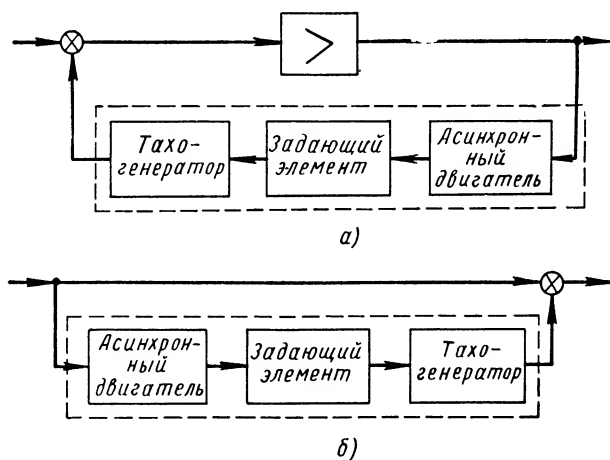 >
Тахо-
генератор
Задающий
элемент
Асинхрон-
ный
двигатель
а)
Асинхрон-
ный
двигатель
Задающий
элемент
Тахо-
генератор
б)